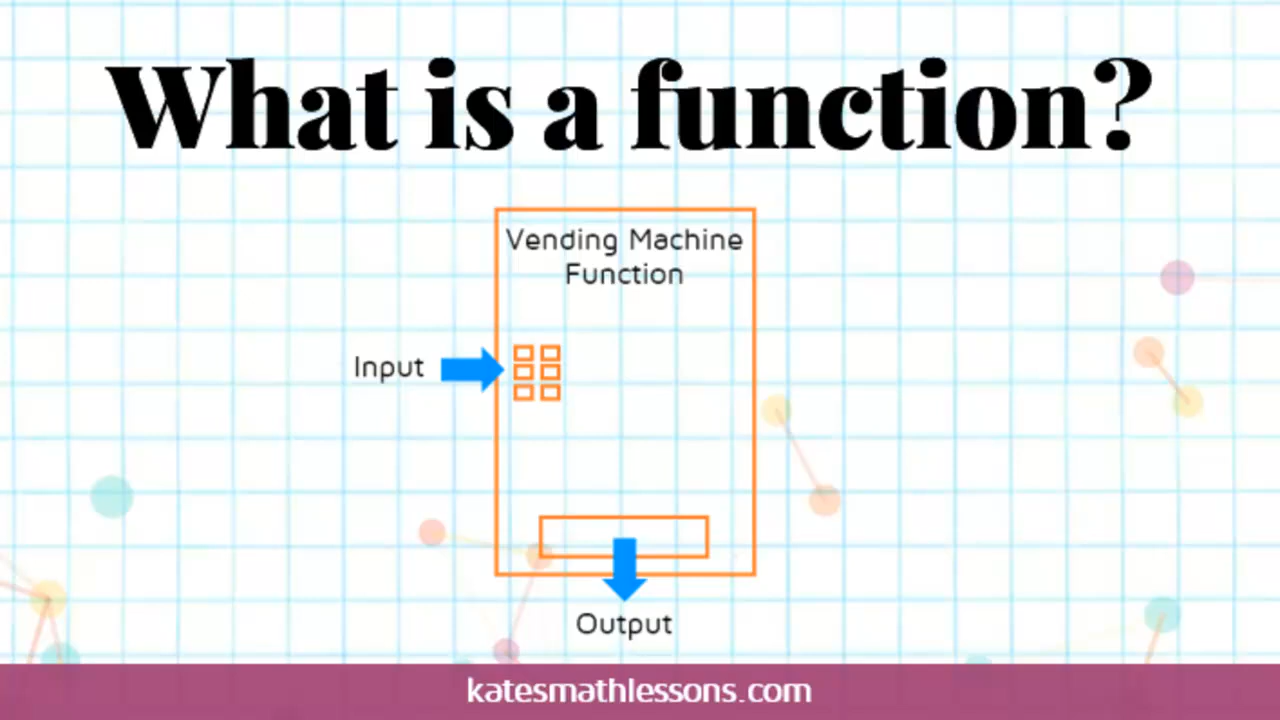 What is a function?
Vending Machine
Function
Input
Output
katesmathlessons.com